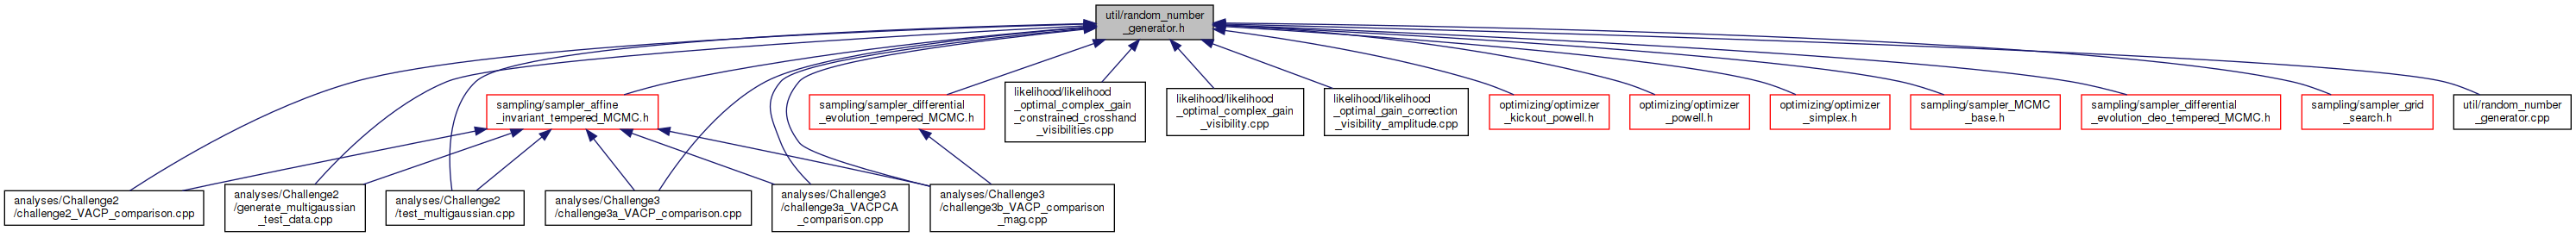 util/random_number
_generator.h
sampling/sampler_affine
_invariant_tempered_MCMC.h
sampling/sampler_differential
_evolution_tempered_MCMC.h
likelihood/likelihood
_optimal_complex_gain
_constrained_crosshand
_visibilities.cpp
likelihood/likelihood
_optimal_complex_gain
_visibility.cpp
likelihood/likelihood
_optimal_gain_correction
_visibility_amplitude.cpp
optimizing/optimizer
_kickout_powell.h
optimizing/optimizer
_powell.h
optimizing/optimizer
_simplex.h
sampling/sampler_MCMC
_base.h
sampling/sampler_differential
_evolution_deo_tempered_MCMC.h
sampling/sampler_grid
_search.h
util/random_number
_generator.cpp
analyses/Challenge2
/challenge2_VACP_comparison.cpp
analyses/Challenge2
/generate_multigaussian
_test_data.cpp
analyses/Challenge2
/test_multigaussian.cpp
analyses/Challenge3
/challenge3a_VACP_comparison.cpp
analyses/Challenge3
/challenge3a_VACPCA
_comparison.cpp
analyses/Challenge3
/challenge3b_VACP_comparison
_mag.cpp